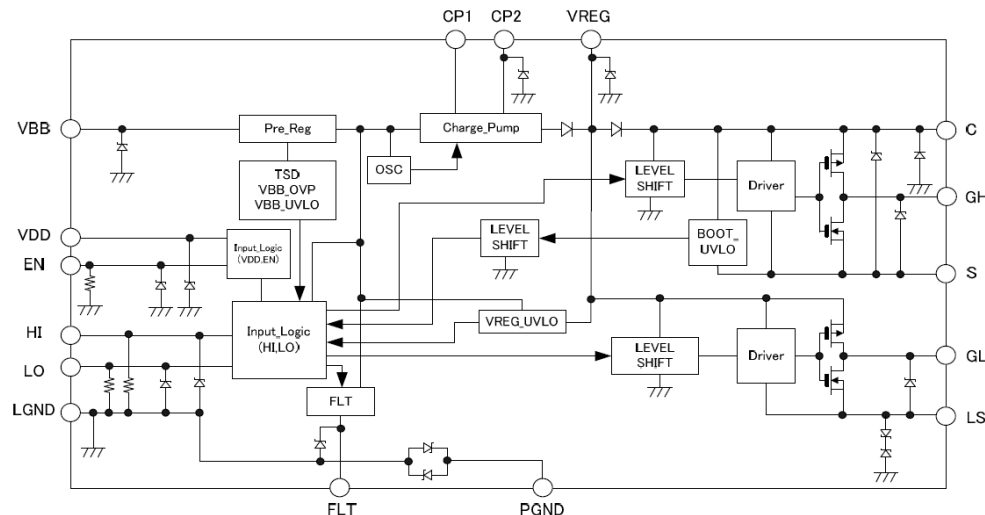 CP1 CP2 VREG
VBB
Pre_Reg
Charge_Pump
C
OSC
TSD
VBB_OVP
VBB_UVLO
LEVEL
SHIFT
Driver
GH
VDD
Input_Logic
(VDD,EN)
LEVEL
SHIFT
BOOT_
UVLO
EN
S
HI
Input_Logic
(HI,LO)
VREG_UVLO
LO
LEVEL
SHIFT
Driver
GL
LGND
FLT
LS
FLT
PGND